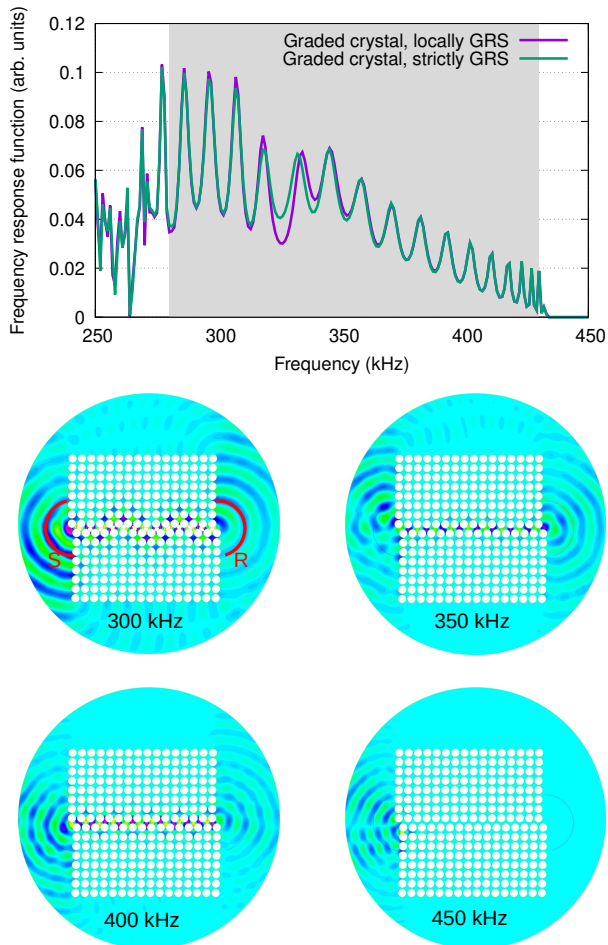 Frequency response function (arb. units)
0.12
0.1
0.08
0.06
0.04
0.02
0
Graded crystal, locally GRS
Graded crystal, strictly GRS
250
300
350
400
450
Frequency (kHz)
S
R
300 kHz
350 kHz
400 kHz
450 kHz